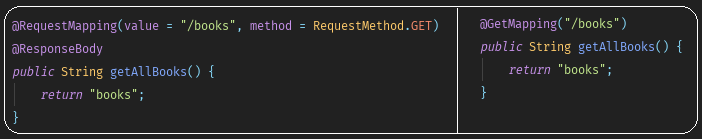 @RequestMapping(value = "/books", method = RequestMethod.GET)
@ResponseBody
public String getAllBooks() {
    return "books";
}
@GetMapping("/books")
public String getAllBooks() {
    return "books";
}